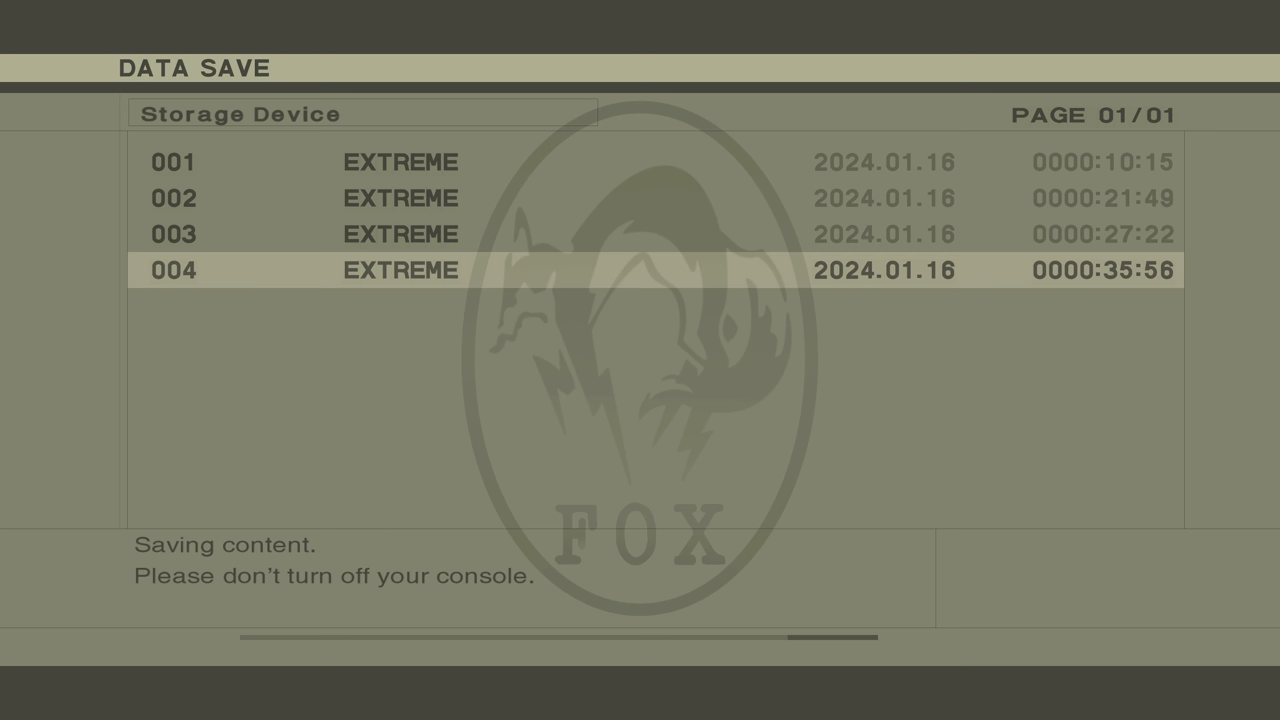 DATA SAVE
Storage Device PAGE 01/01
001 EXTREME 2024.01.16 0000:10:15
002 EXTREME 2024.01.16 0000:21:49
003 EXTREME 2024.01.16 0000:27:22
004 EXTREME 2024.01.16 0000:35:56
FOX
Saving content.
Please don't turn off your console.